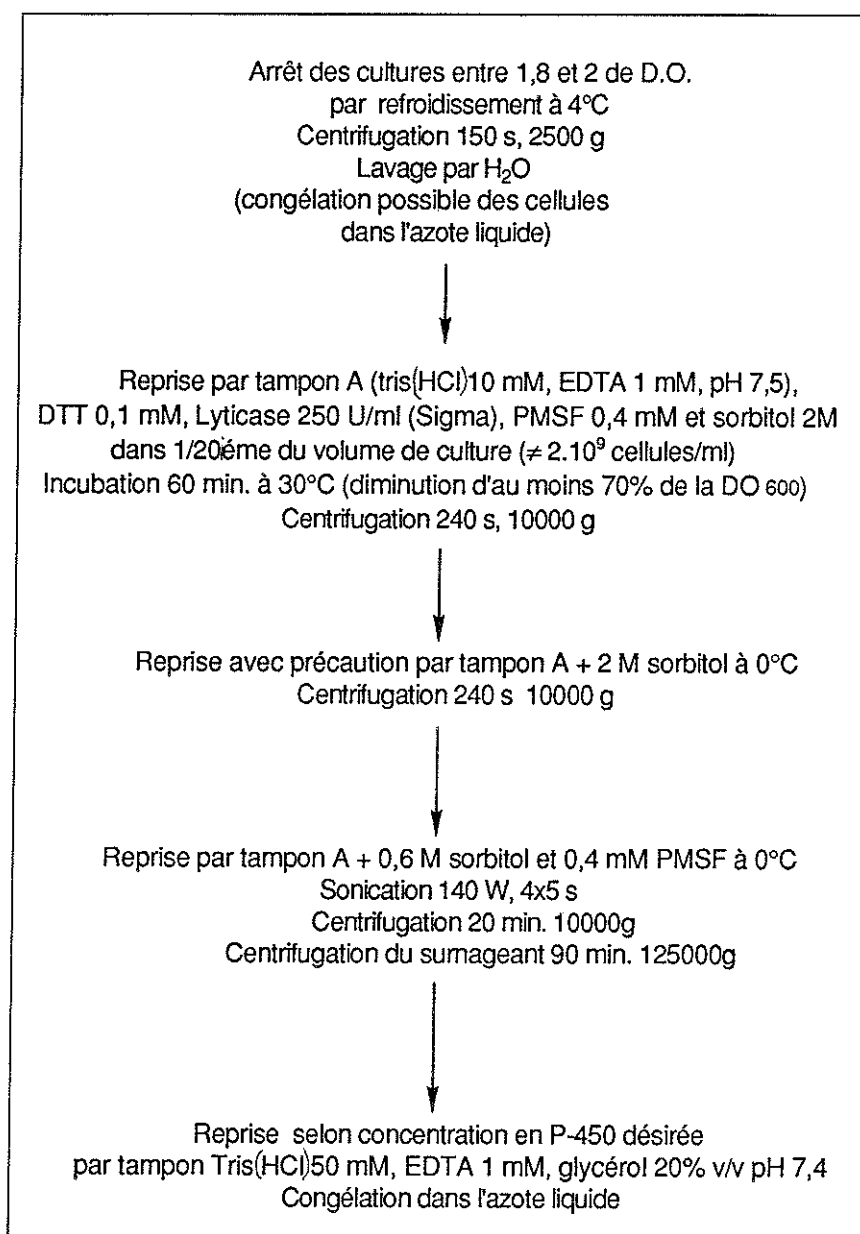 Arrêt des cultures entre 1,8 et 2 de D.O.
par refroidissement à 4°C
Centrifugation 150 s, 2500 g
Lavage par H₂O
(congélation possible des cellules
dans l'azote liquide)
Reprise par tampon A (tris(HCl)10 mM, EDTA 1 mM, pH 7,5),
DTT 0,1 mM, Lyticase 250 U/ml (Sigma), PMSF 0,4 mM et sorbitol 2M
dans 1/20iéme du volume de culture (≠ 2.10⁹ cellules/ml)
Incubation 60 min. à 30°C (diminution d'au moins 70% de la DO 600)
Centrifugation 240 s, 10000 g
Reprise avec précaution par tampon A + 2 M sorbitol à 0°C
Centrifugation 240 s 10000 g
Reprise par tampon A + 0,6 M sorbitol et 0,4 mM PMSF à 0°C
Sonication 140 W, 4x5 s
Centrifugation 20 min. 10000g
Centrifugation du surnageant 90 min. 125000g
Reprise selon concentration en P-450 désirée
par tampon Tris(HCl)50 mM, EDTA 1 mM, glycérol 20% v/v pH 7,4
Congélation dans l'azote liquide